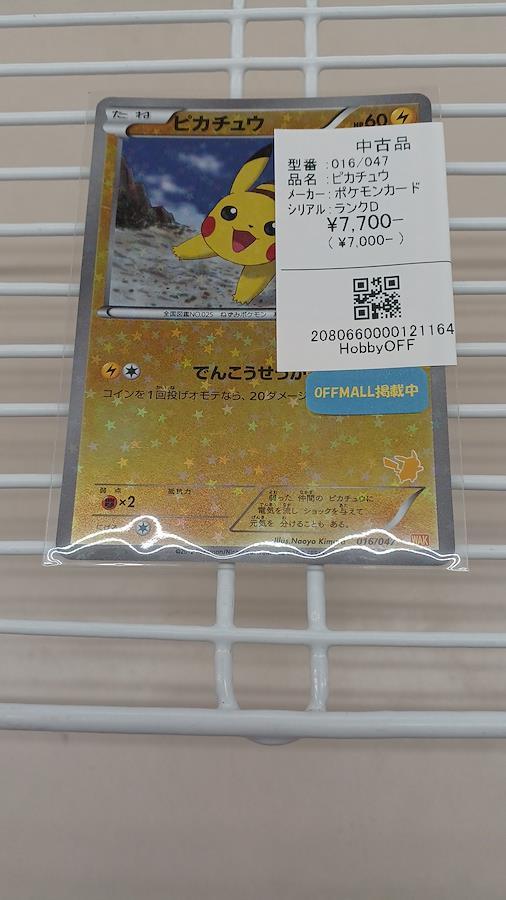 たね
ピカチュウ
HP60
中古品
型番:016/047
品名:ピカチュウ
メーカー:ポケモンカード
シリアル:ランクD
¥7,700-
(¥7,000-)
2080660000121164
HobbyOFF
OFFMALL掲載中
全国図鑑NO.025 ねずみポケモン
でんこうせっか
コインを1回投げオモテなら、20ダメージ
弱点
抵抗力
×2
にげる
弱った 仲間の ピカチュウに
電気を流し ショックを与えて
元気を 分けることも ある。
Illus.Naoyo Kimura
016/047
WAK